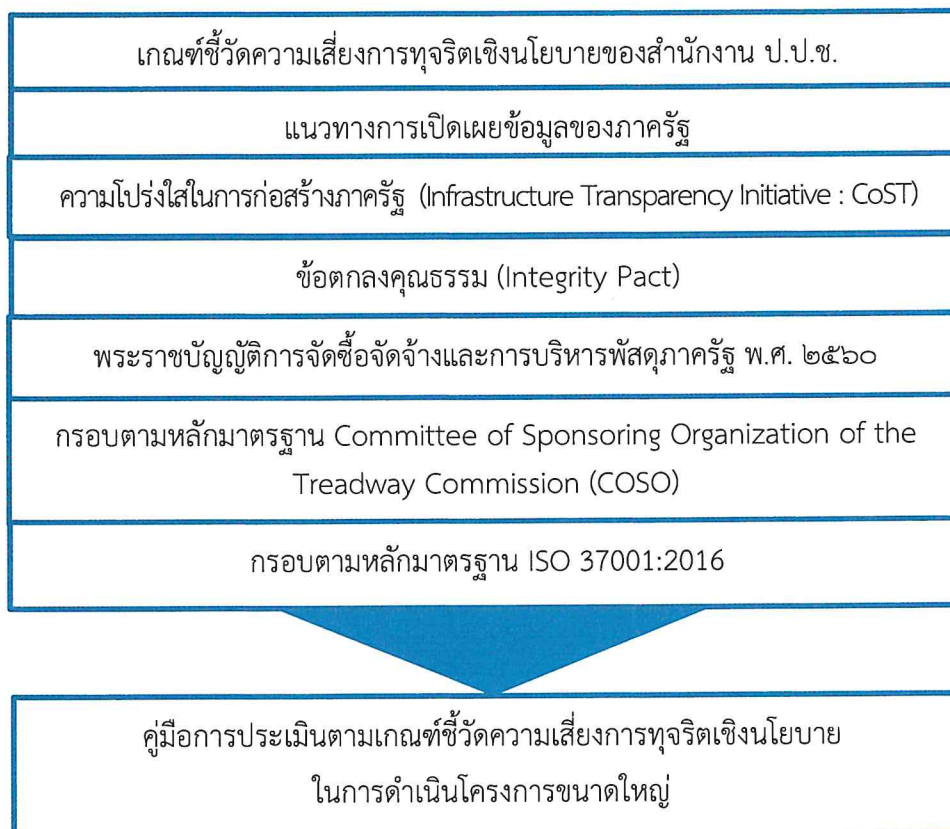 เกณฑ์ชี้วัดความเสี่ยงการทุจริตเชิงนโยบายของสำนักงาน ป.ป.ช.
แนวทางการเปิดเผยข้อมูลของภาครัฐ
ความโปร่งใสในการก่อสร้างภาครัฐ (Infrastructure Transparency Initiative : CoST)
ข้อตกลงคุณธรรม (Integrity Pact)
พระราชบัญญัติการจัดซื้อจัดจ้างและการบริหารพัสดุภาครัฐ พ.ศ. ๒๕๖๐
กรอบตามหลักมาตรฐาน Committee of Sponsoring Organization of the
Treadway Commission (COSO)
กรอบตามหลักมาตรฐาน ISO 37001:2016
คู่มือการประเมินตามเกณฑ์ชี้วัดความเสี่ยงการทุจริตเชิงนโยบาย
ในการดำเนินโครงการขนาดใหญ่